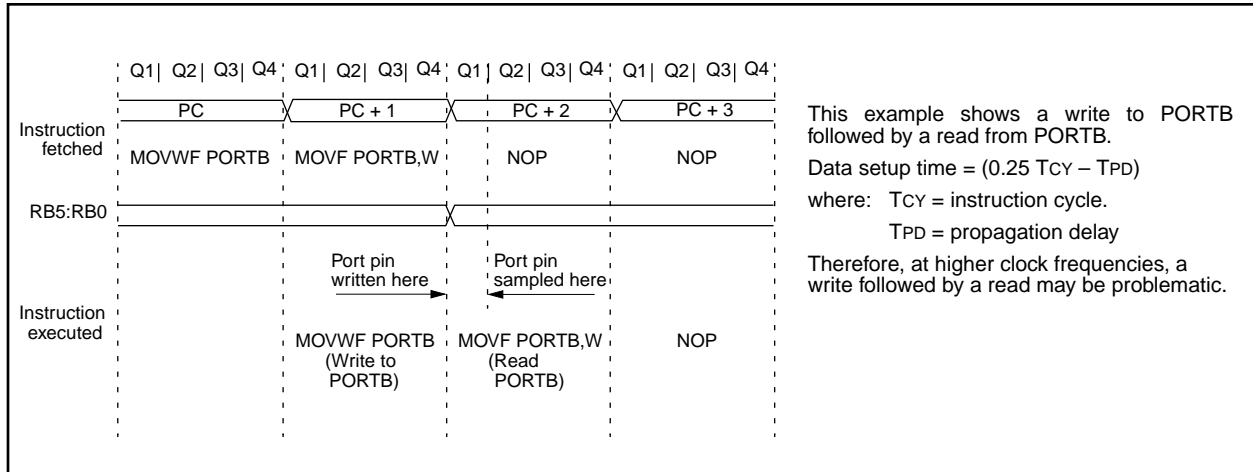 Q1| Q2| Q3| Q4 Q1| Q2| Q3| Q4 Q1| Q2| Q3| Q4 Q1| Q2| Q3| Q4
PC PC + 1 PC + 2 PC + 3
Instruction
fetched
MOVWF PORTB MOVF PORTB,W NOP NOP
RB5:RB0
Port pin
written here
Port pin
sampled here
Instruction
executed
MOVWF PORTB
(Write to
PORTB)
MOVF PORTB,W
(Read
PORTB)
NOP
This example shows a write to PORTB
followed by a read from PORTB.
Data setup time = (0.25 TCY – TPD)
where: TCY = instruction cycle.
TPD = propagation delay
Therefore, at higher clock frequencies, a
write followed by a read may be problematic.